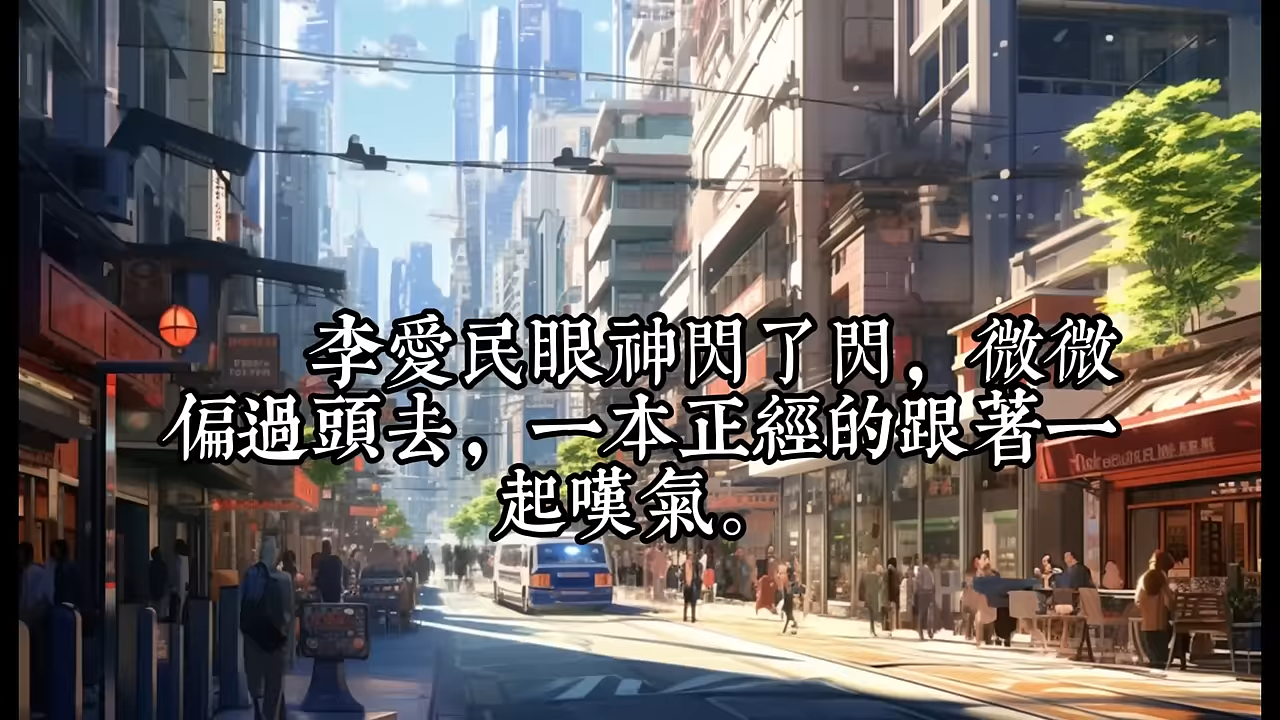 李愛民眼神閃了閃，微微
偏過頭去，一本正經的跟著一
起嘆氣。